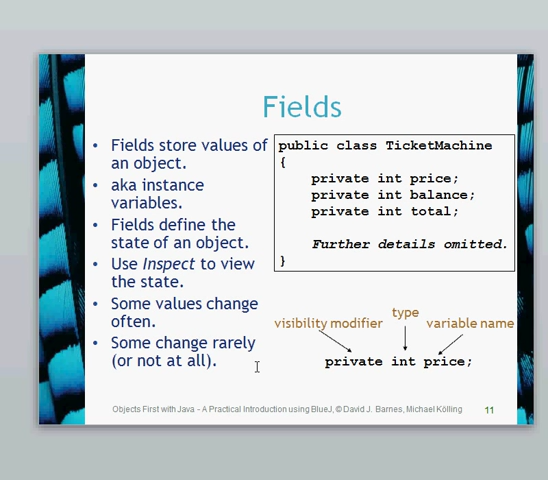 Fields
• Fields store values of
an object.
• aka instance
variables.
• Fields define the
state of an object.
• Use Inspect to view
the state.
• Some values change
often.
• Some change rarely
(or not at all).
public class TicketMachine
{
private int price;
private int balance;
private int total;
Further details omitted.
}
type
visibility modifier
variable name
private int price;
Objects First with Java - A Practical Introduction using BlueJ, © David J. Barnes, Michael Kölling
11